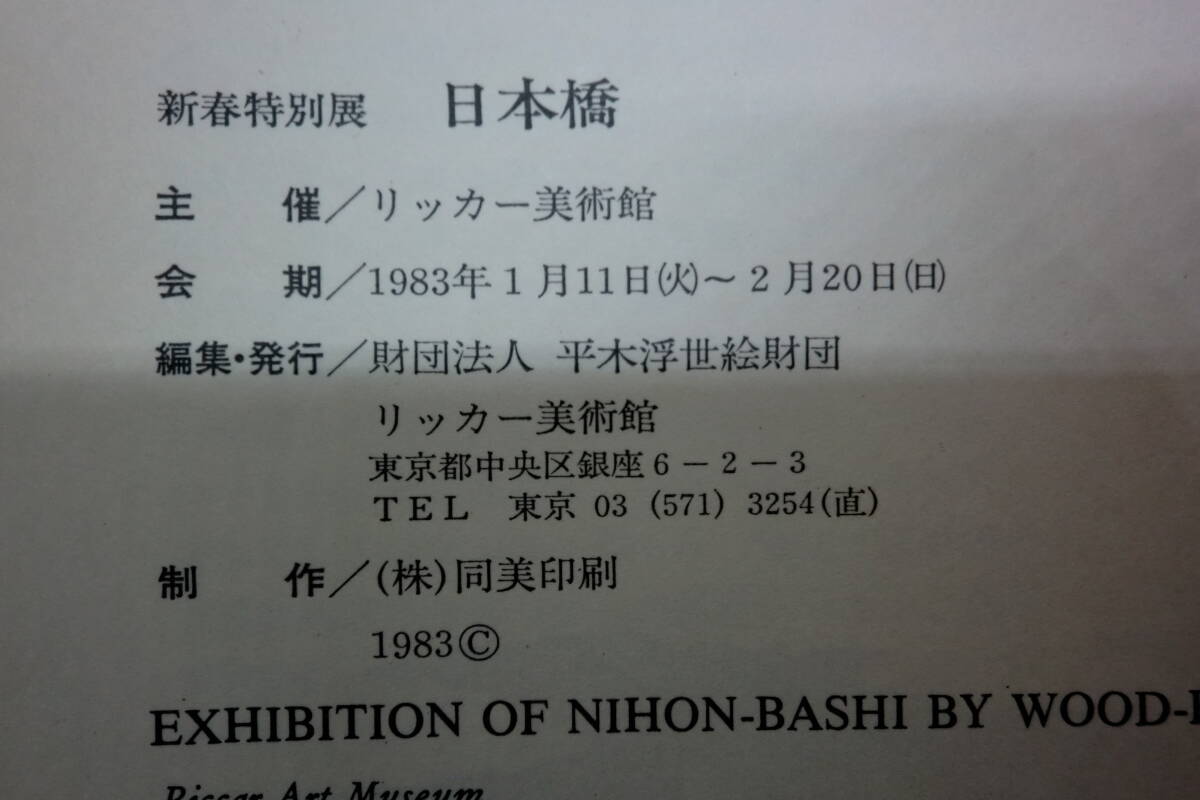 新春特別展　日本橋
主　　催／リッカー美術館
会　　期／1983年1月11日㈫～2月20日㈰
編集・発行／財団法人 平木浮世絵財団
リッカー美術館
東京都中央区銀座6－2－3
TEL　東京 03 (571) 3254(直)
制　　作／(株)同美印刷
1983©
EXHIBITION OF NIHON-BASHI BY WOOD-
Riccar Art Museum